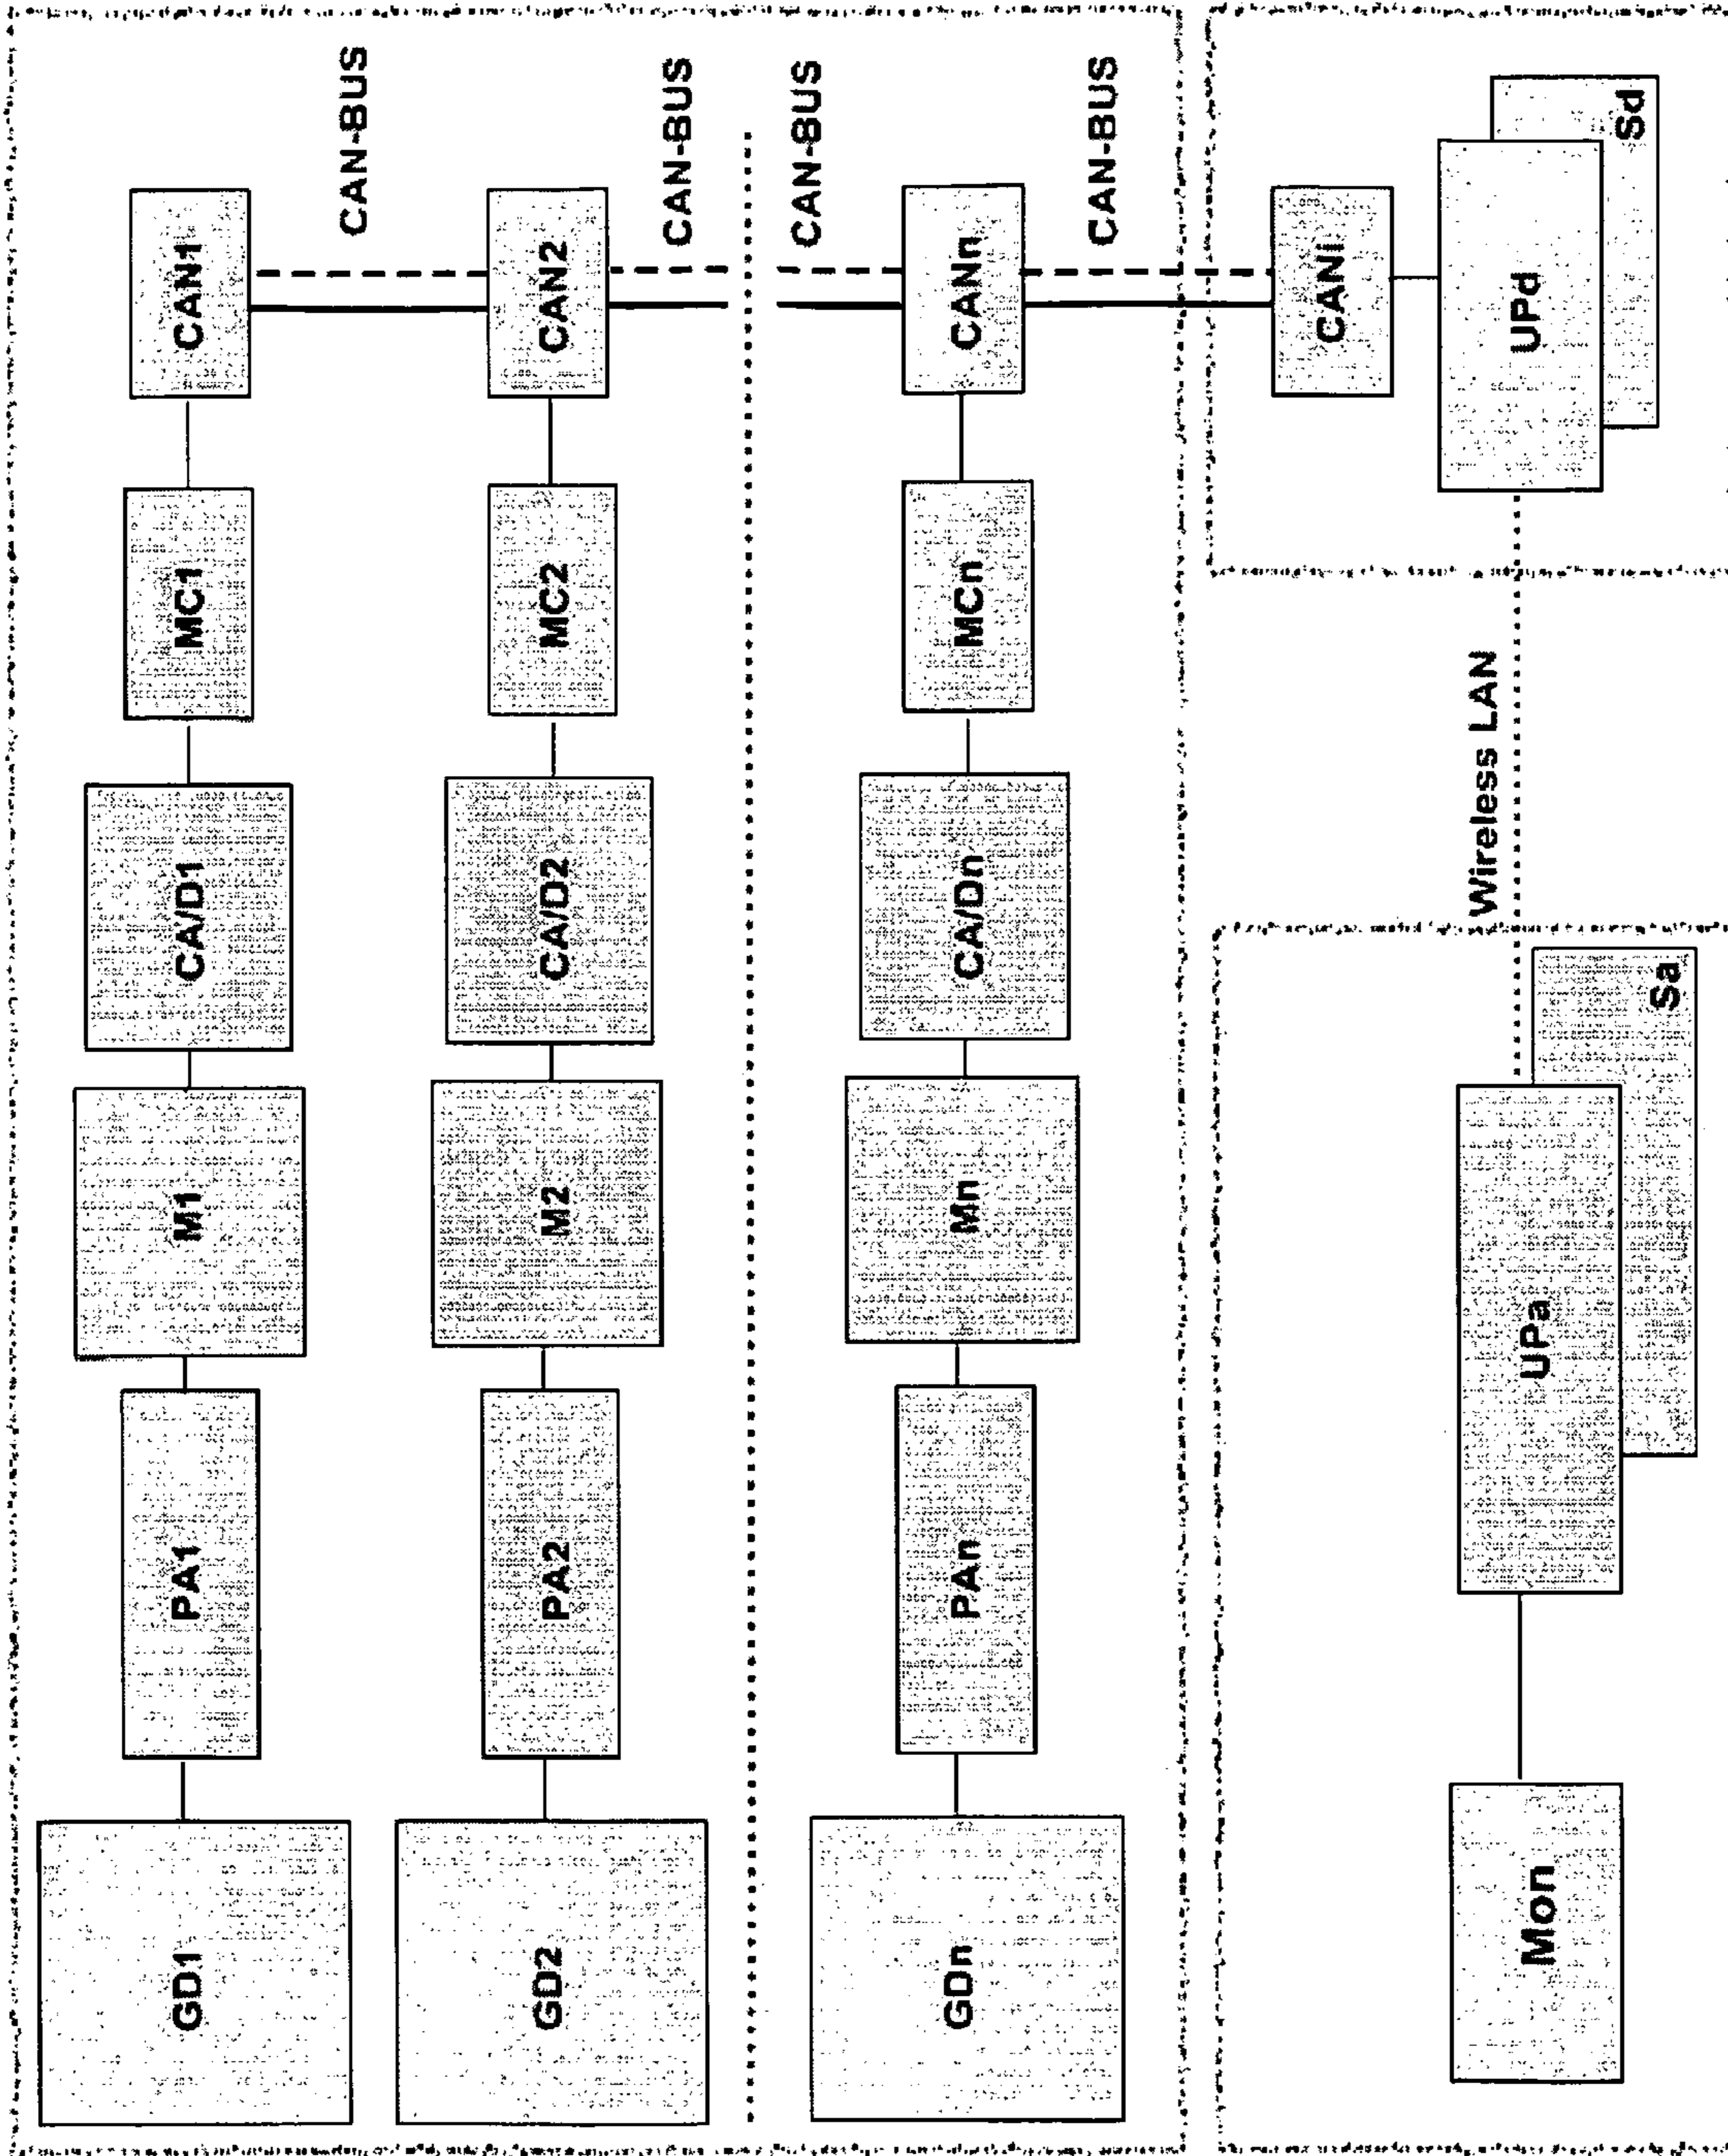 GD1
PA1
M1
CA/D1
MC1
CAN1
CAN-BUS
GD2
PA2
M2
CA/D2
MC2
CAN2
CAN-BUS
CAN-BUS
GDn
PAn
Mn
CA/Dn
MCn
CANn
CAN-BUS
CANi
Mon
UPa
Sa
Wireless LAN
UPd
Sd